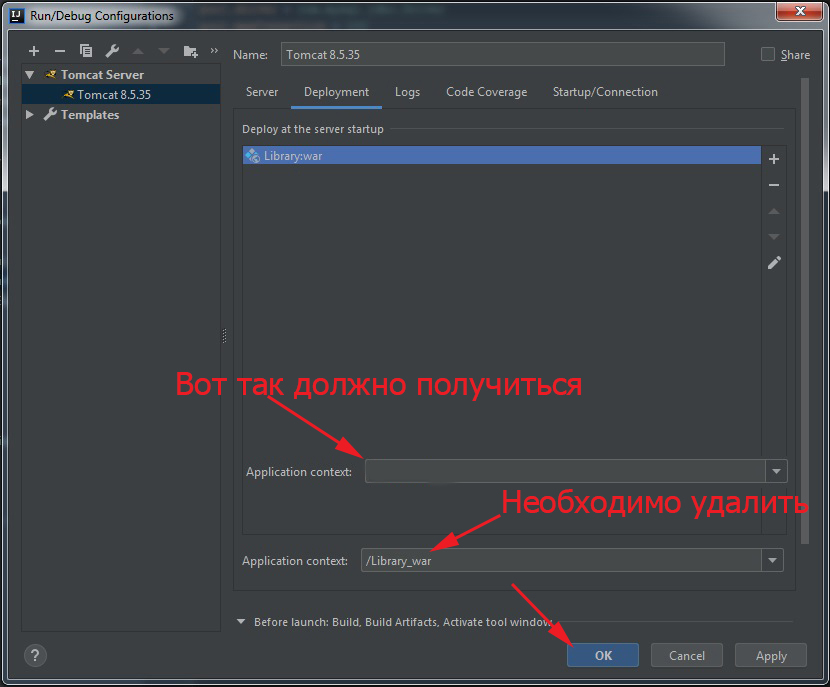 Run/Debug Configurations
Name: Tomcat 8.5.35 Share
Tomcat Server
Tomcat 8.5.35
Templates
Server Deployment Logs Code Coverage Startup/Connection
Deploy at the server startup
Library:war
Вот так должно получиться
Application context:
Необходимо удалить
Application context: /Library_war
Before launch: Build, Build Artifacts, Activate tool window
? OK Cancel Apply